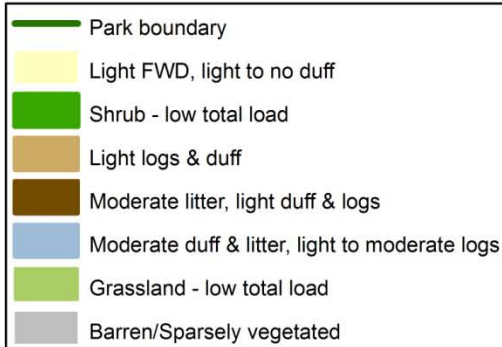 Park boundary
Light FWD, light to no duff
Shrub - low total load
Light logs & duff
Moderate litter, light duff & logs
Moderate duff & litter, light to moderate logs
Grassland - low total load
Barren/Sparsely vegetated